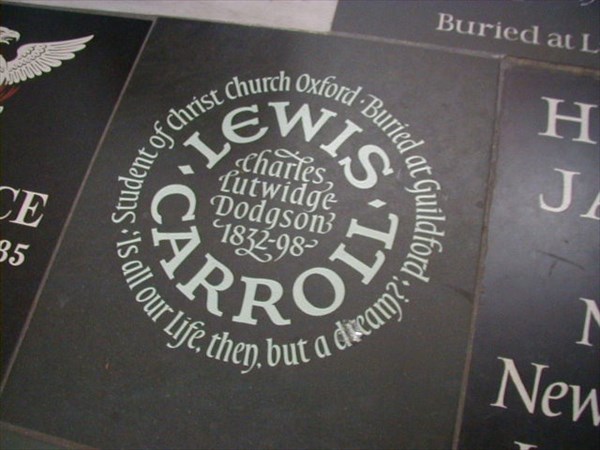 Buried at L
CE
85
LEWIS · CARROLL ·
Charles
Lutwidge
Dodgson
1832-98
Student of Christ Church Oxford · Buried at Guildford :
Is all our Life, then, but a dream?:
H
JA
N
New